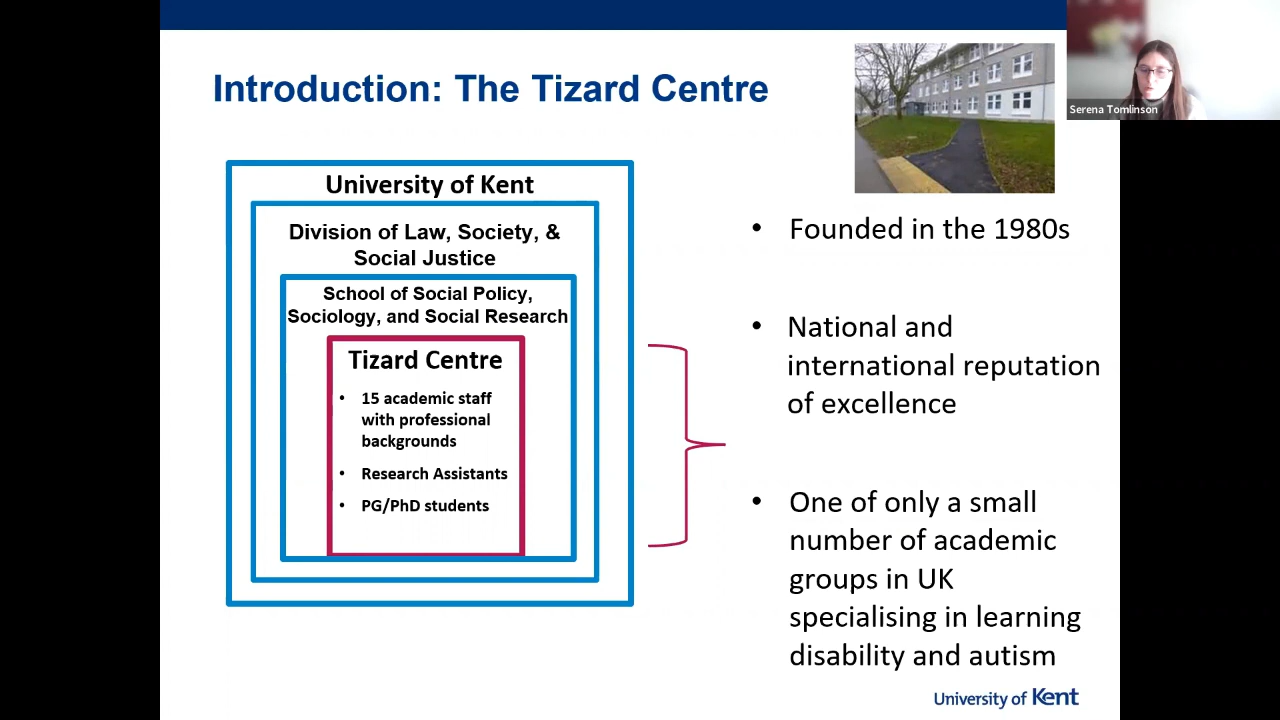 Introduction: The Tizard Centre
Serena Tomlinson
University of Kent
Division of Law, Society, &
Social Justice
School of Social Policy,
Sociology, and Social Research
Tizard Centre
• 15 academic staff
with professional
backgrounds
• Research Assistants
• PG/PhD students
• Founded in the 1980s
• National and
international reputation
of excellence
• One of only a small
number of academic
groups in UK
specialising in learning
disability and autism
University of Kent